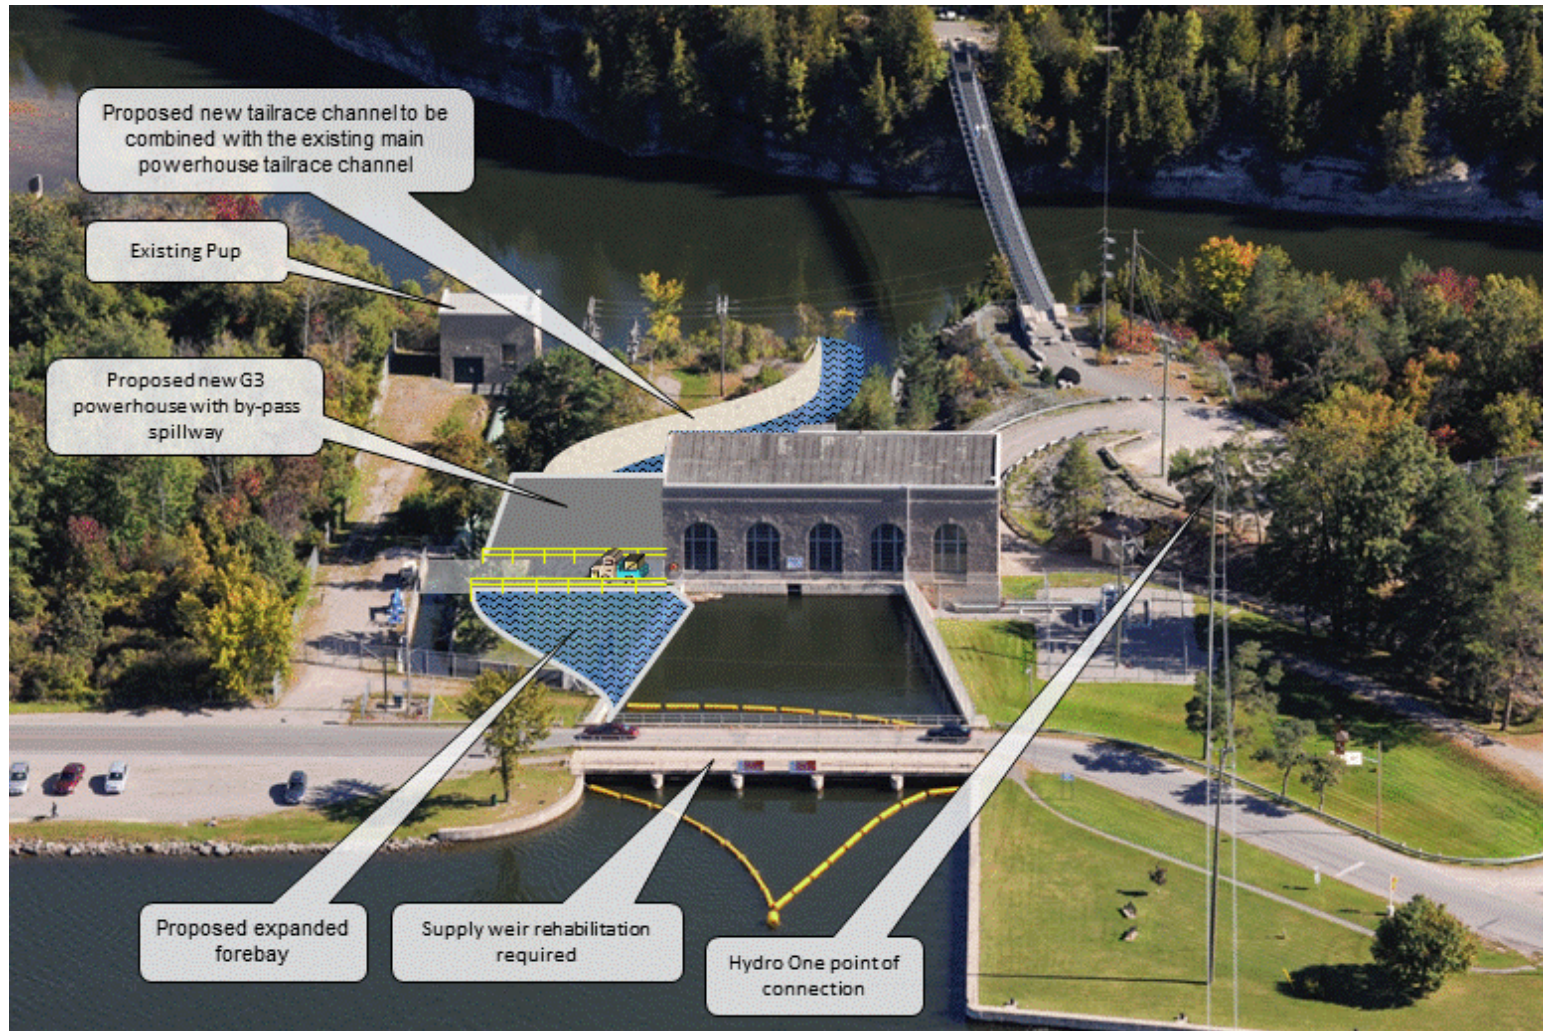 Proposed new tailrace channel to be
combined with the existing main
powerhouse tailrace channel
Existing Pup
Proposed new G3
powerhouse with by-pass
spillway
Proposed expanded
forebay
Supply weir rehabilitation
required
Hydro One point of
connection